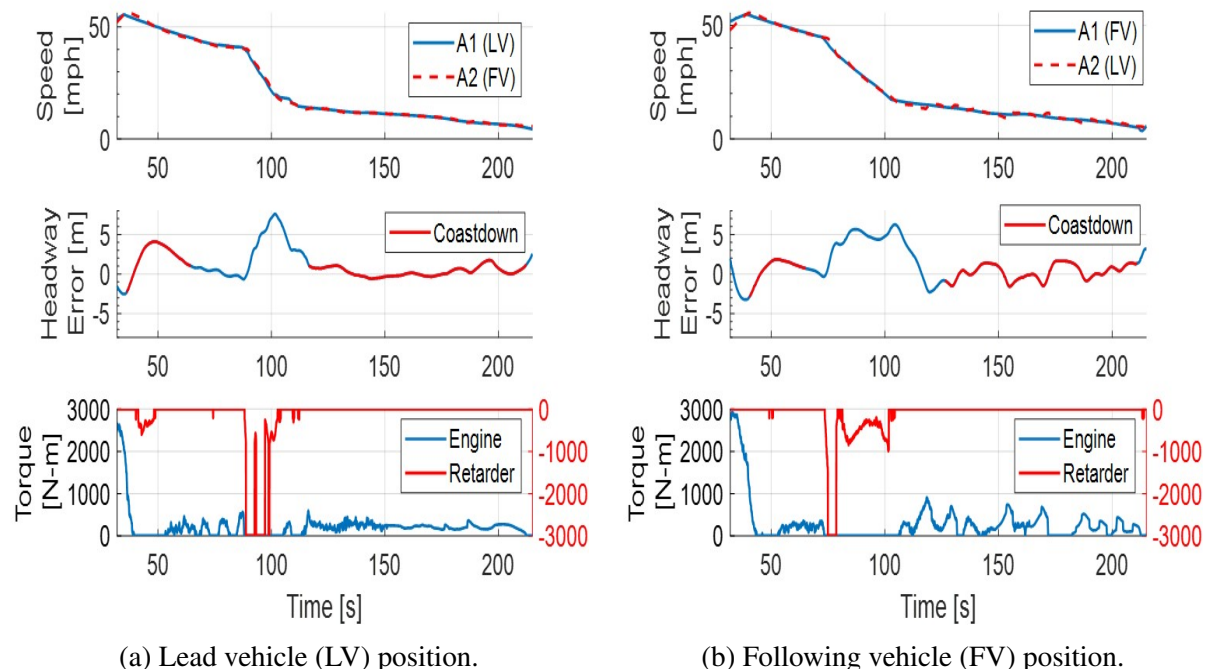 50
0
Speed
[mph]
A1 (LV)
A2 (FV)
50 100 150 200
5
0
-5
Headway
Error [m]
Coastdown
50 100 150 200
3000
2000
1000
0
Torque
[N-m]
0
-1000
-2000
-3000
Engine
Retarder
50 100 150 200
Time [s]
(a) Lead vehicle (LV) position.
50
0
Speed
[mph]
A1 (FV)
A2 (LV)
50 100 150 200
5
0
-5
Headway
Error [m]
Coastdown
50 100 150 200
3000
2000
1000
0
Torque
[N-m]
0
-1000
-2000
-3000
Engine
Retarder
50 100 150 200
Time [s]
(b) Following vehicle (FV) position.